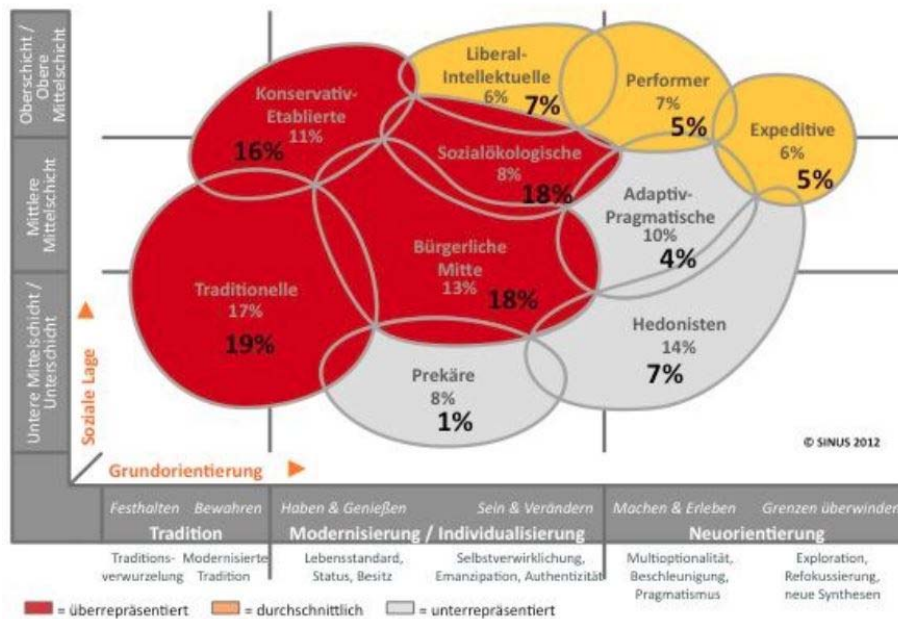 Oberschicht /
Obere
Mittelschicht
Mittlere
Mittelschicht
Untere Mittelschicht /
Unterschicht
Soziale Lage
Liberal-
Intellektuelle
6%
7%
Performer
7%
5%
Konservativ-
Etablierte
11%
16%
Expeditive
6%
5%
Sozialökologische
8%
18%
Adaptiv-
Pragmatische
10%
4%
Bürgerliche
Mitte
13%
18%
Traditionelle
17%
19%
Hedonisten
14%
7%
Prekäre
8%
1%
© SINUS 2012
Grundorientierung
Festhalten Bewahren
Tradition
Haben & Genießen Sein & Verändern
Modernisierung / Individualisierung
Machen & Erleben Grenzen überwinden
Neuorientierung
Traditions-
verwurzelung
Modernisierte
Tradition
Lebensstandard,
Status, Besitz
Selbstverwirklichung,
Emanzipation, Authentizität
Multioptionalität,
Beschleunigung,
Pragmatismus
Exploration,
Refokussierung,
neue Synthesen
= überrepräsentiert = durchschnittlich = unterrepräsentiert